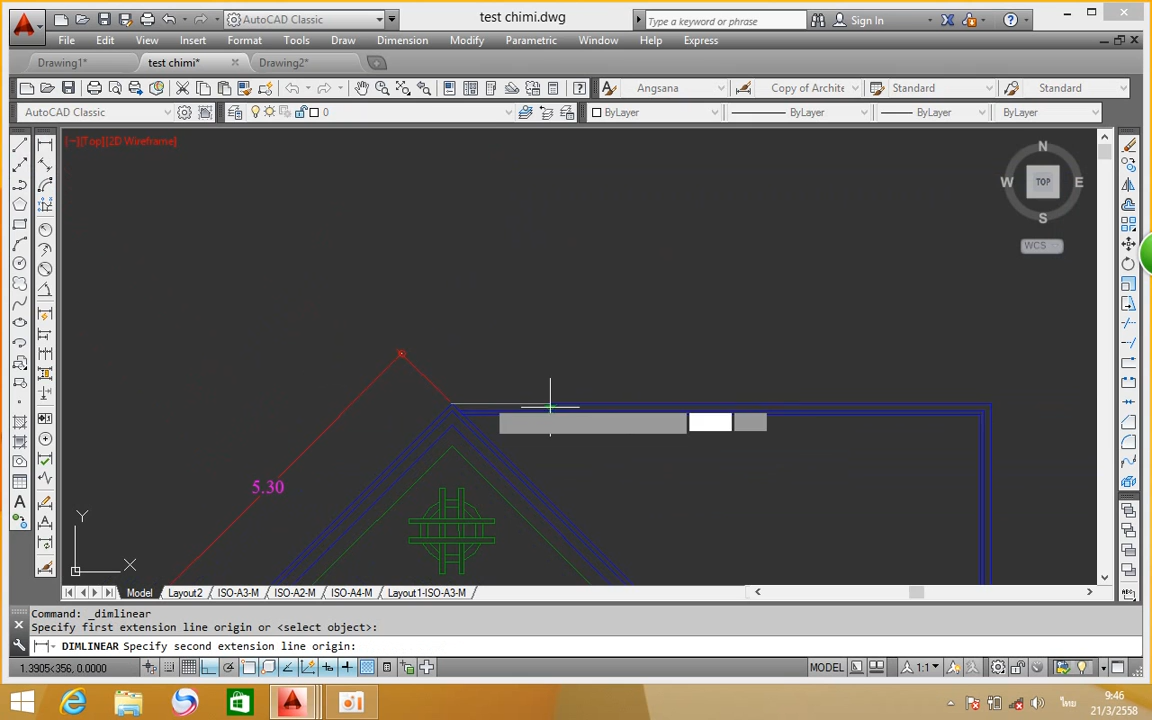 AutoCAD Classic
test chimi.dwg
Type a keyword or phrase
Sign In
File Edit View Insert Format Tools Draw Dimension Modify Parametric Window Help Express
Drawing1* test chimi* Drawing2*
Angsana Copy of Archite Standard Standard
AutoCAD Classic 0 ByLayer ByLayer ByLayer
[−][Top][2D Wireframe]
N
W TOP E
S
WCS
5.30
Y
X
Model Layout2 ISO-A3-M ISO-A2-M ISO-A4-M Layout1-ISO-A3-M
Command: _dimlinear
Specify first extension line origin or <select object>:
DIMLINEAR Specify second extension line origin:
1.3905<356, 0.0000 MODEL 1:1
ไทย 9:46
21/3/2558